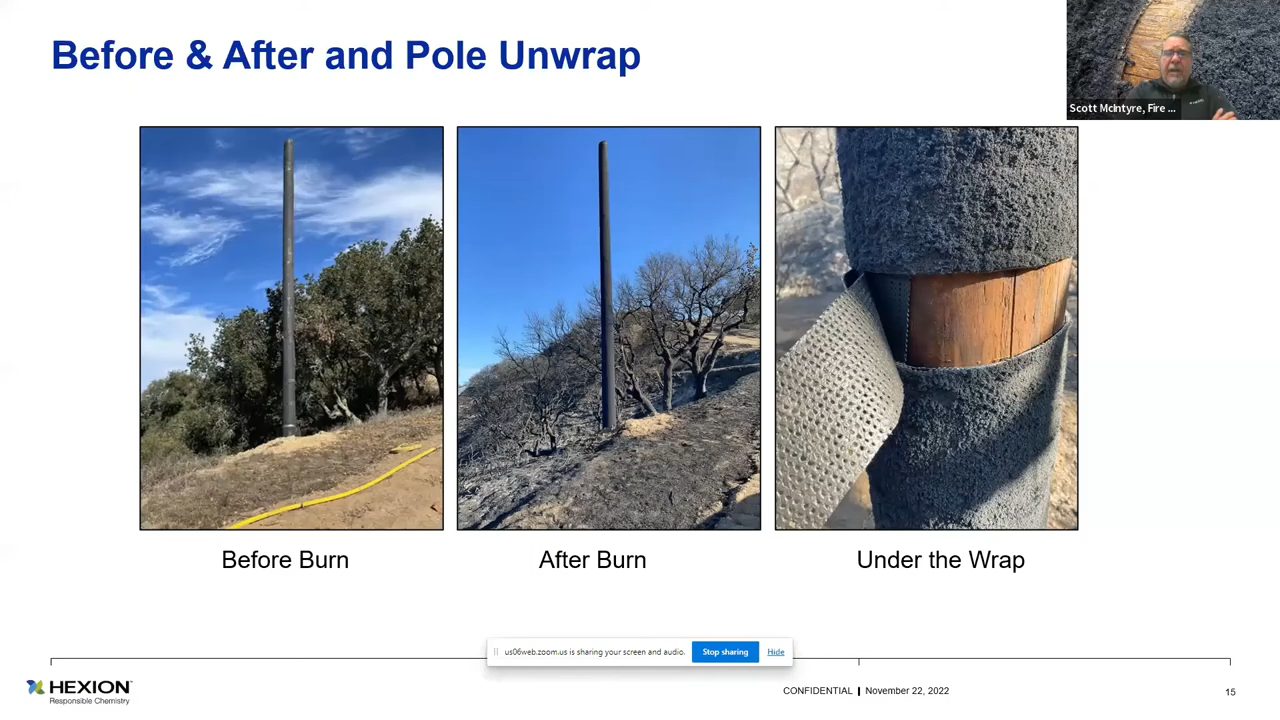 Before & After and Pole Unwrap
Scott McIntyre, Fire ...
Before Burn
After Burn
Under the Wrap
us06web.zoom.us is sharing your screen and audio.
Stop sharing
Hide
HEXION
Responsible Chemistry
CONFIDENTIAL | November 22, 2022
15